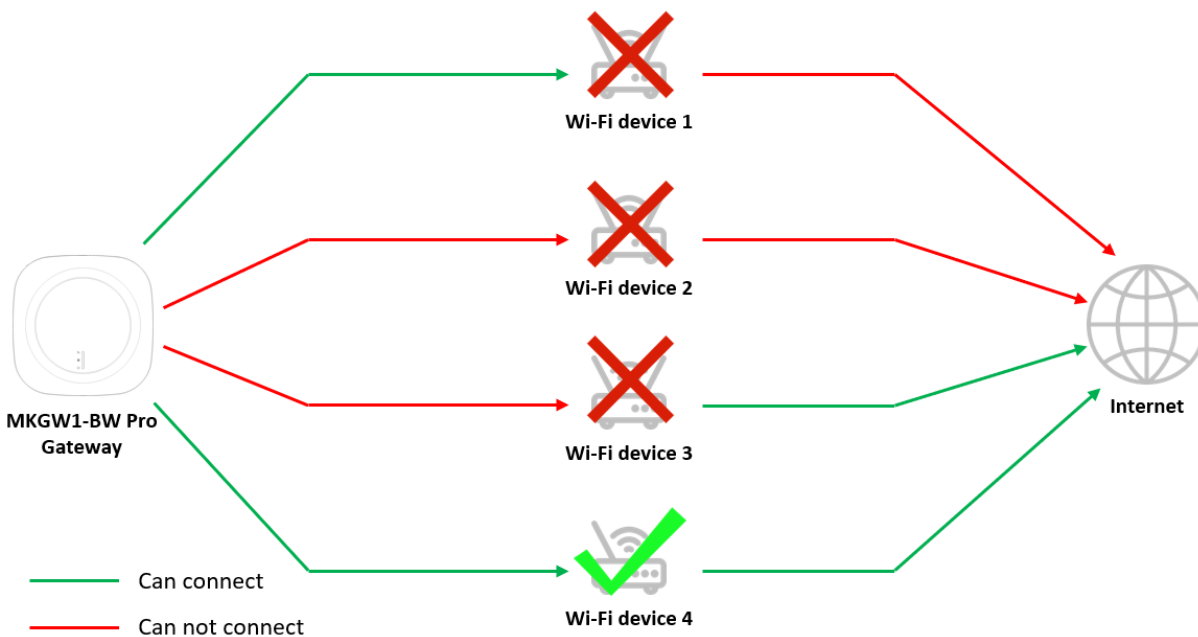 Wi-Fi device 1
Wi-Fi device 2
MKGW1-BW Pro
Gateway
Internet
Wi-Fi device 3
Can connect
Wi-Fi device 4
Can not connect